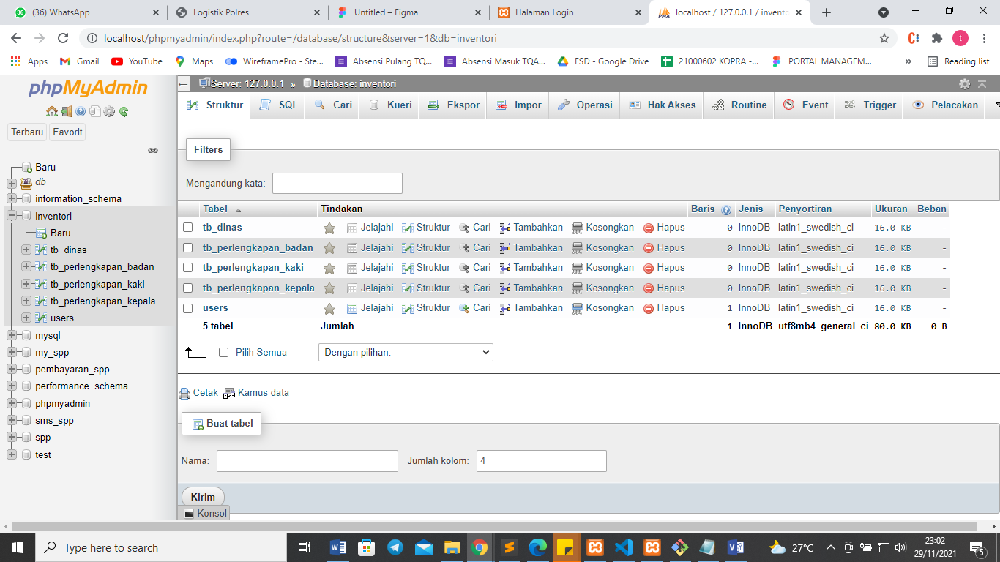 (36) WhatsApp
Logistik Polres
Untitled – Figma
Halaman Login
localhost / 127.0.0.1 / invento
localhost/phpmyadmin/index.php?route=/database/structure&server=1&db=inventori
Apps
Gmail
YouTube
Maps
WireframePro - Ste...
Absensi Pulang TQ...
Absensi Masuk TQA...
FSD - Google Drive
21000602 KOPRA -...
PORTAL MANAGEM...
»
Reading list
phpMyAdmin
Terbaru
Favorit
Baru
db
information_schema
inventori
Baru
tb_dinas
tb_perlengkapan_badan
tb_perlengkapan_kaki
tb_perlengkapan_kepala
users
mysql
my_spp
pembayaran_spp
performance_schema
phpmyadmin
sms_spp
spp
test
Server: 127.0.0.1 » Database: inventori
Struktur SQL Cari Kueri Ekspor Impor Operasi Hak Akses Routine Event Trigger Pelacakan
Filters
Mengandung kata:
Tabel Tindakan Baris Jenis Penyortiran Ukuran Beban
tb_dinas Jelajahi Struktur Cari Tambahkan Kosongkan Hapus 0 InnoDB latin1_swedish_ci 16.0 KB -
tb_perlengkapan_badan Jelajahi Struktur Cari Tambahkan Kosongkan Hapus 0 InnoDB latin1_swedish_ci 16.0 KB -
tb_perlengkapan_kaki Jelajahi Struktur Cari Tambahkan Kosongkan Hapus 0 InnoDB latin1_swedish_ci 16.0 KB -
tb_perlengkapan_kepala Jelajahi Struktur Cari Tambahkan Kosongkan Hapus 0 InnoDB latin1_swedish_ci 16.0 KB -
users Jelajahi Struktur Cari Tambahkan Kosongkan Hapus 1 InnoDB latin1_swedish_ci 16.0 KB -
5 tabel Jumlah 1 InnoDB utf8mb4_general_ci 80.0 KB 0 B
Pilih Semua Dengan pilihan:
Cetak Kamus data
Buat tabel
Nama: Jumlah kolom: 4
Kirim
Konsol
Type here to search
27°C
23:02
29/11/2021
5